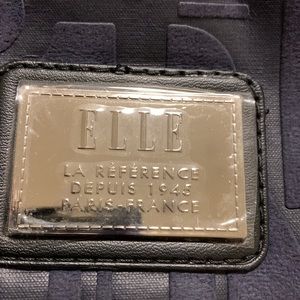 ELLE
LA RÉFÉRENCE
DEPUIS 1945
PARIS-FRANCE